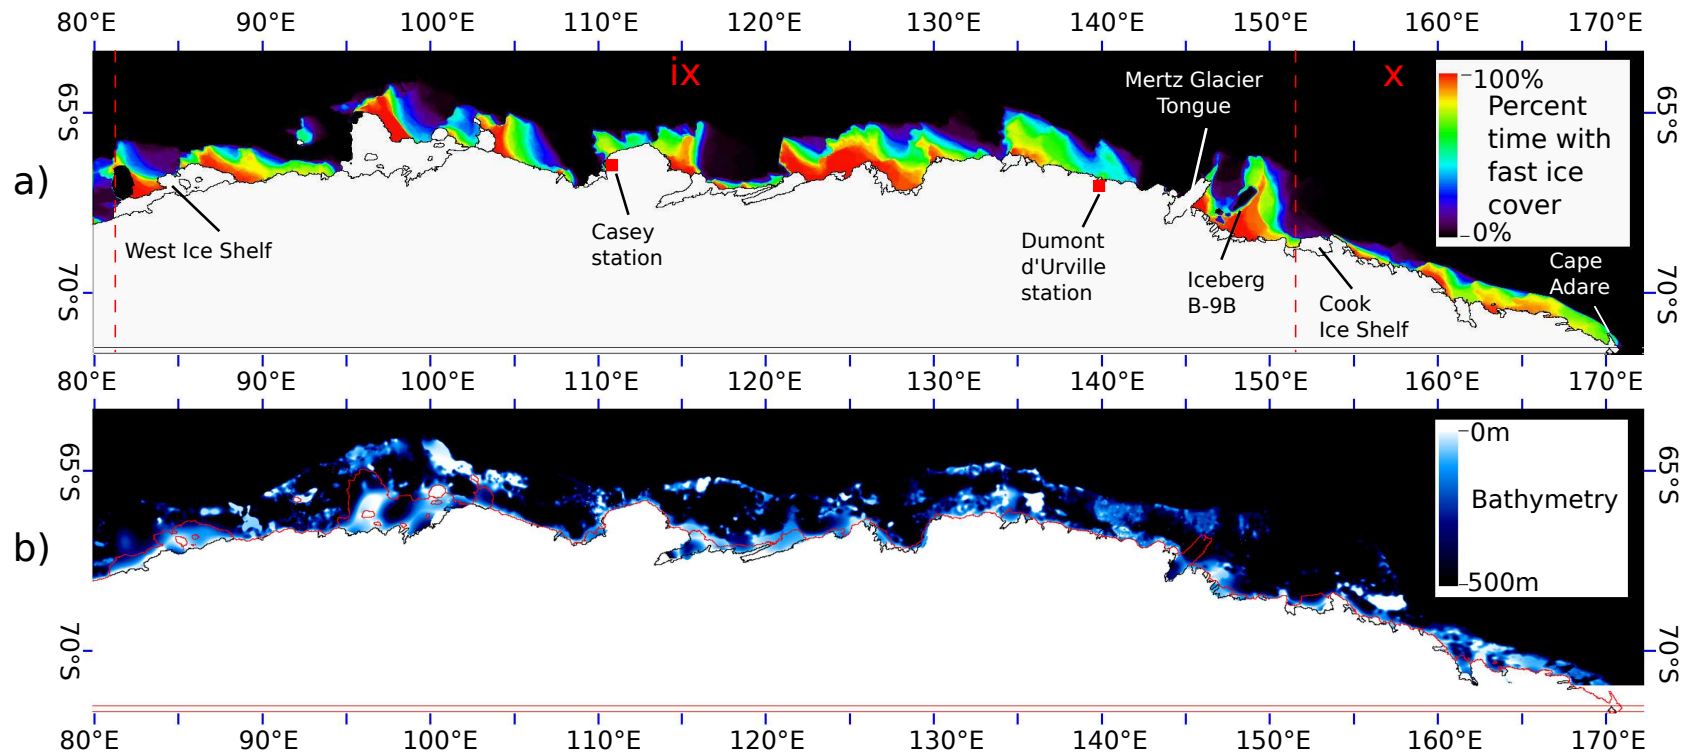 80°E 90°E 100°E 110°E 120°E 130°E 140°E 150°E 160°E 170°E
ix
x
Mertz Glacier
Tongue
100%
Percent
time with
fast ice
cover
0%
65°S
65°S
a)
West Ice Shelf
Casey
station
Dumont
d'Urville
station
Iceberg
B-9B
Cook
Ice Shelf
Cape
Adare
70°S
70°S
80°E 90°E 100°E 110°E 120°E 130°E 140°E 150°E 160°E 170°E
0m
Bathymetry
500m
65°S
65°S
b)
70°S
70°S
80°E 90°E 100°E 110°E 120°E 130°E 140°E 150°E 160°E 170°E